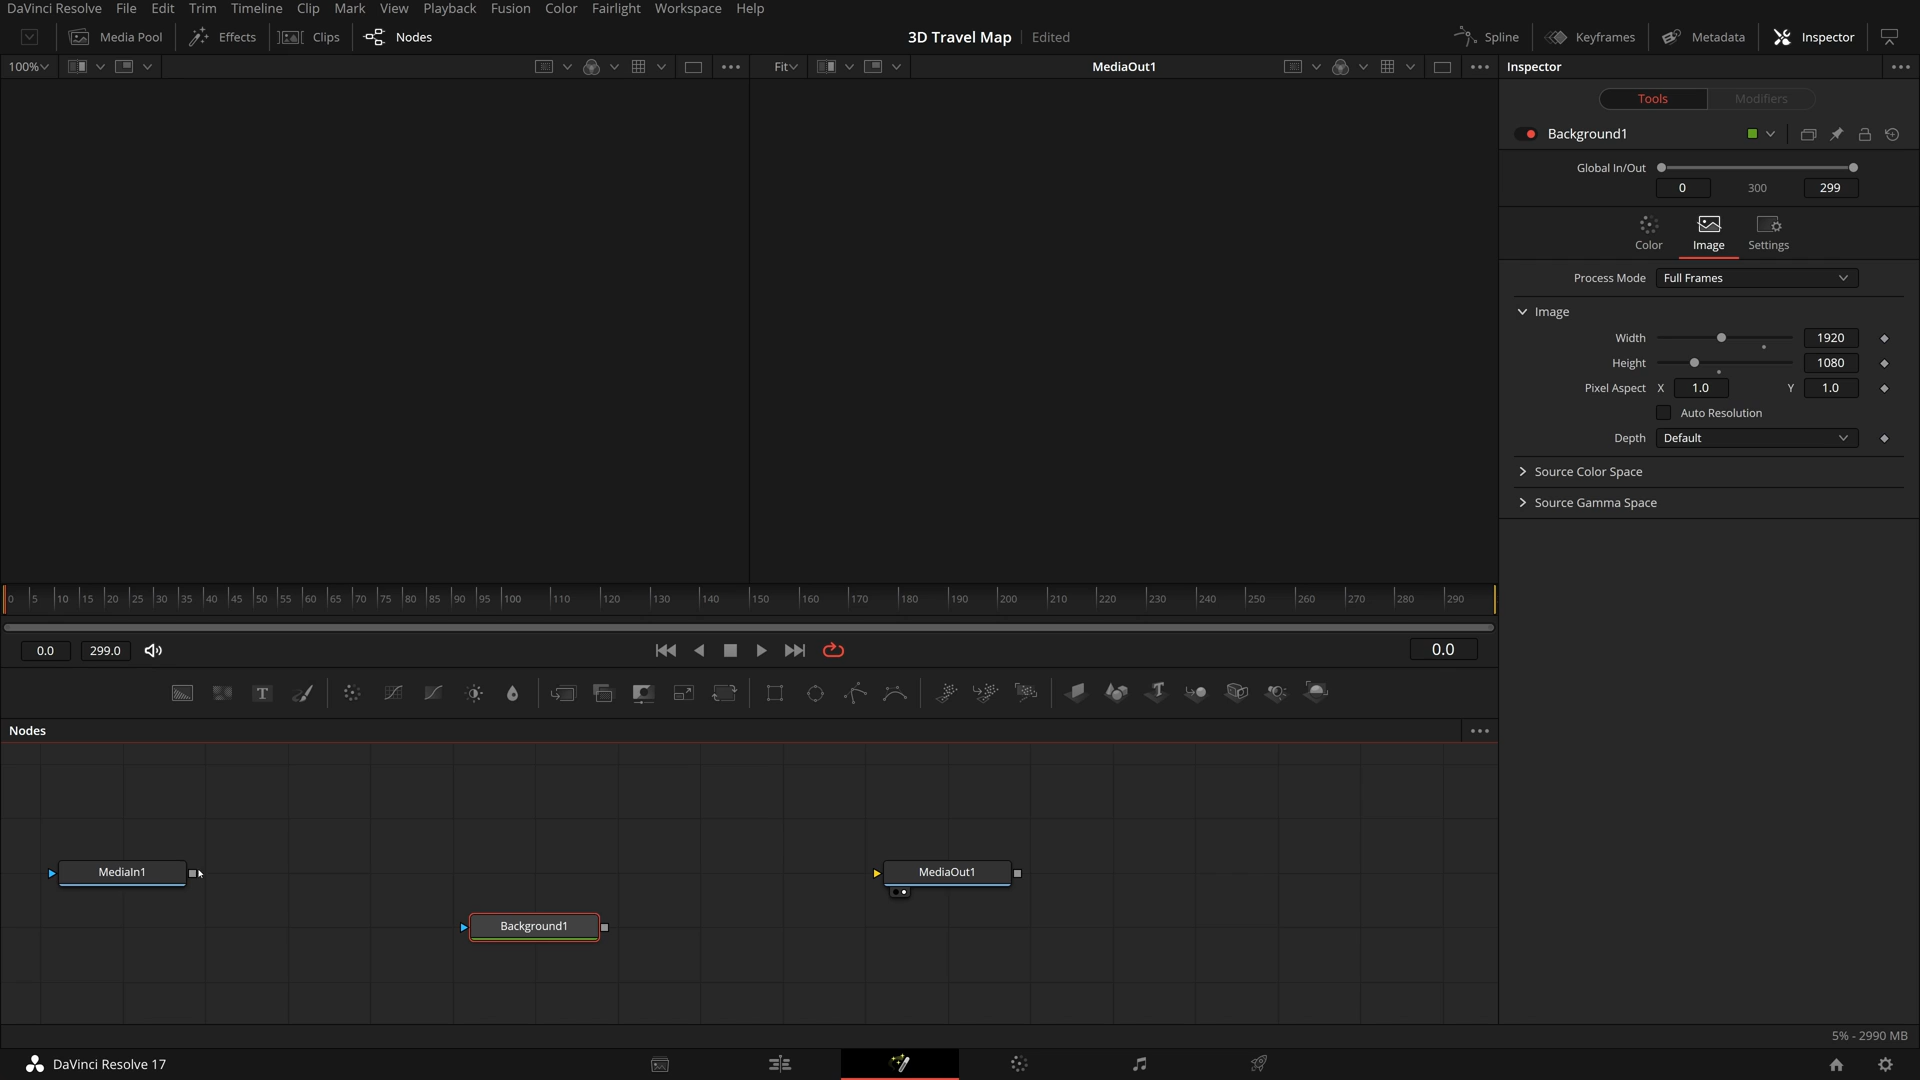 DaVinci Resolve File Edit Trim Timeline Clip Mark View Playback Fusion Color Fairlight Workspace Help
Media Pool Effects Clips Nodes 3D Travel Map Edited Spline Keyframes Metadata Inspector
100% Fit MediaOut1 Inspector
Tools Modifiers
Background1
Global In/Out
0 300 299
Color Image Settings
Process Mode Full Frames
Image
Width 1920
Height 1080
Pixel Aspect X 1.0 Y 1.0
Auto Resolution
Depth Default
Source Color Space
Source Gamma Space
0 5 10 15 20 25 30 35 40 45 50 55 60 65 70 75 80 85 90 95 100 110 120 130 140 150 160 170 180 190 200 210 220 230 240 250 260 270 280 290
0.0 299.0 0.0
Nodes
MediaIn1 MediaOut1
Background1
5% - 2990 MB
DaVinci Resolve 17